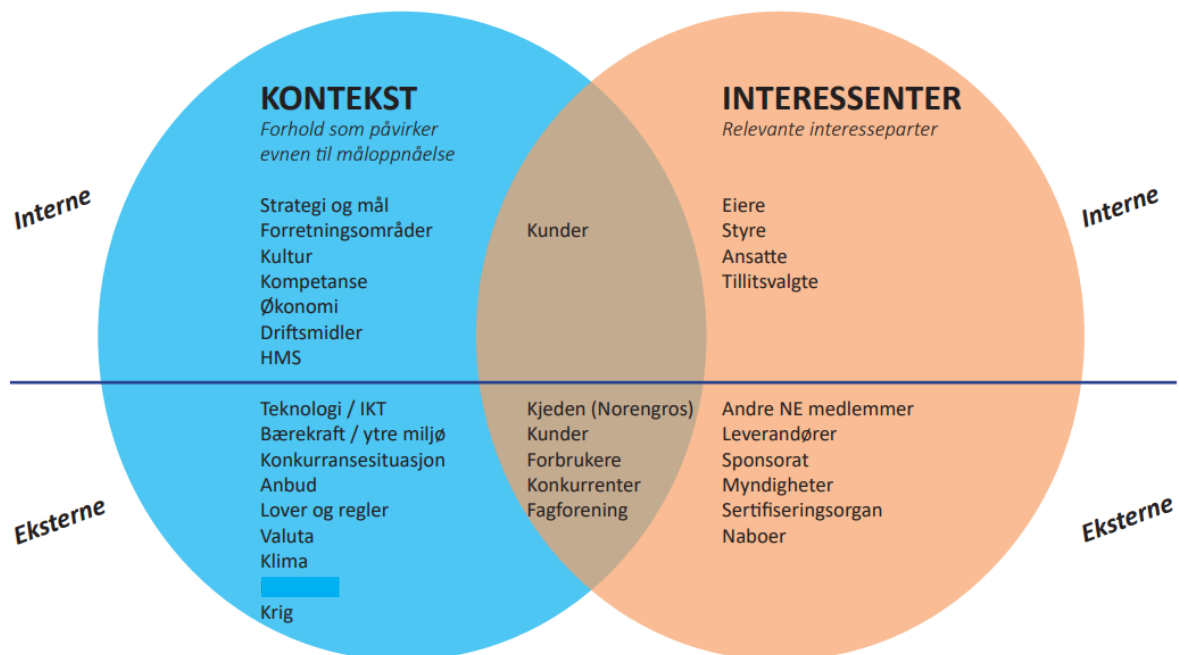 KONTEKST
Forhold som påvirker
evnen til måloppnåelse
INTERESSENTER
Relevante interesseparter
Interne
Strategi og mål
Forretningsområder
Kultur
Kompetanse
Økonomi
Driftsmidler
HMS
Kunder
Eiere
Styre
Ansatte
Tillitsvalgte
Interne
Eksterne
Teknologi / IKT
Bærekraft / ytre miljø
Konkurransesituasjon
Anbud
Lover og regler
Valuta
Klima
Krig
Kjeden (Norengros)
Kunder
Forbrukere
Konkurrenter
Fagforening
Andre NE medlemmer
Leverandører
Sponsorat
Myndigheter
Sertifiseringsorgan
Naboer
Eksterne